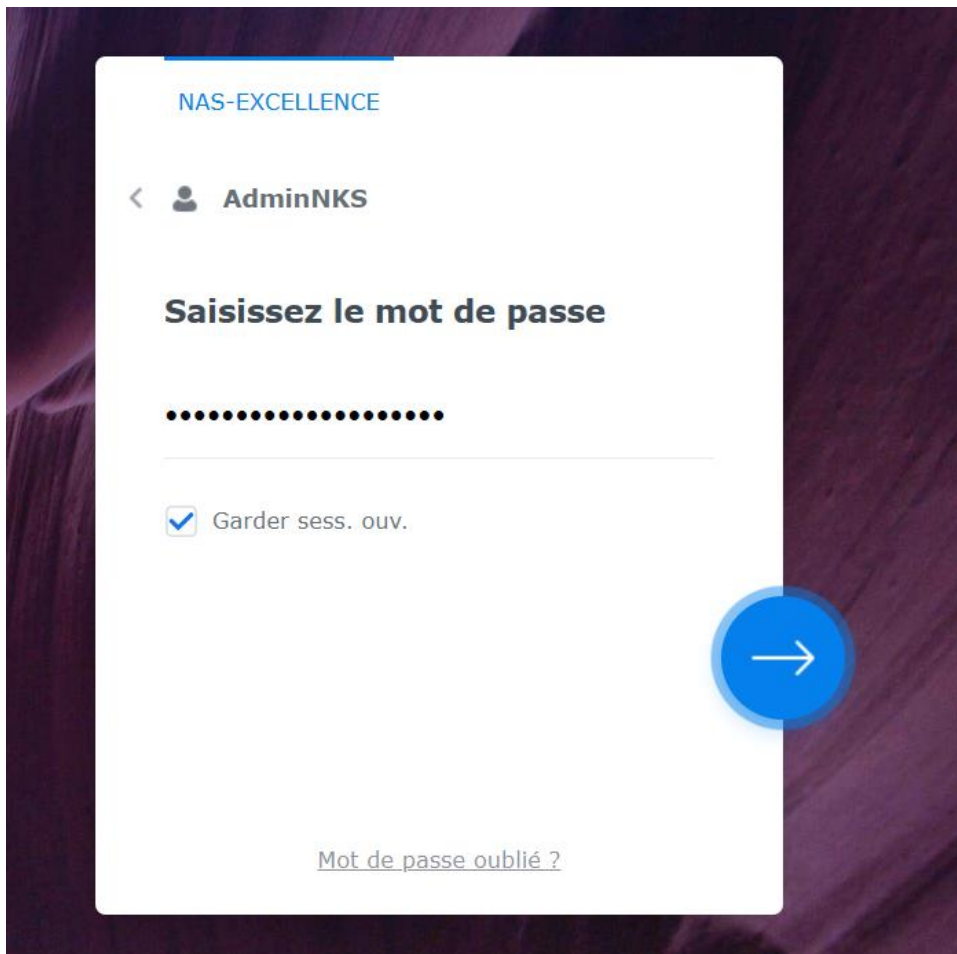 NAS-EXCELLENCE
AdminNKS
Saisissez le mot de passe
••••••••••••••••••••
Garder sess. ouv.
Mot de passe oublié ?